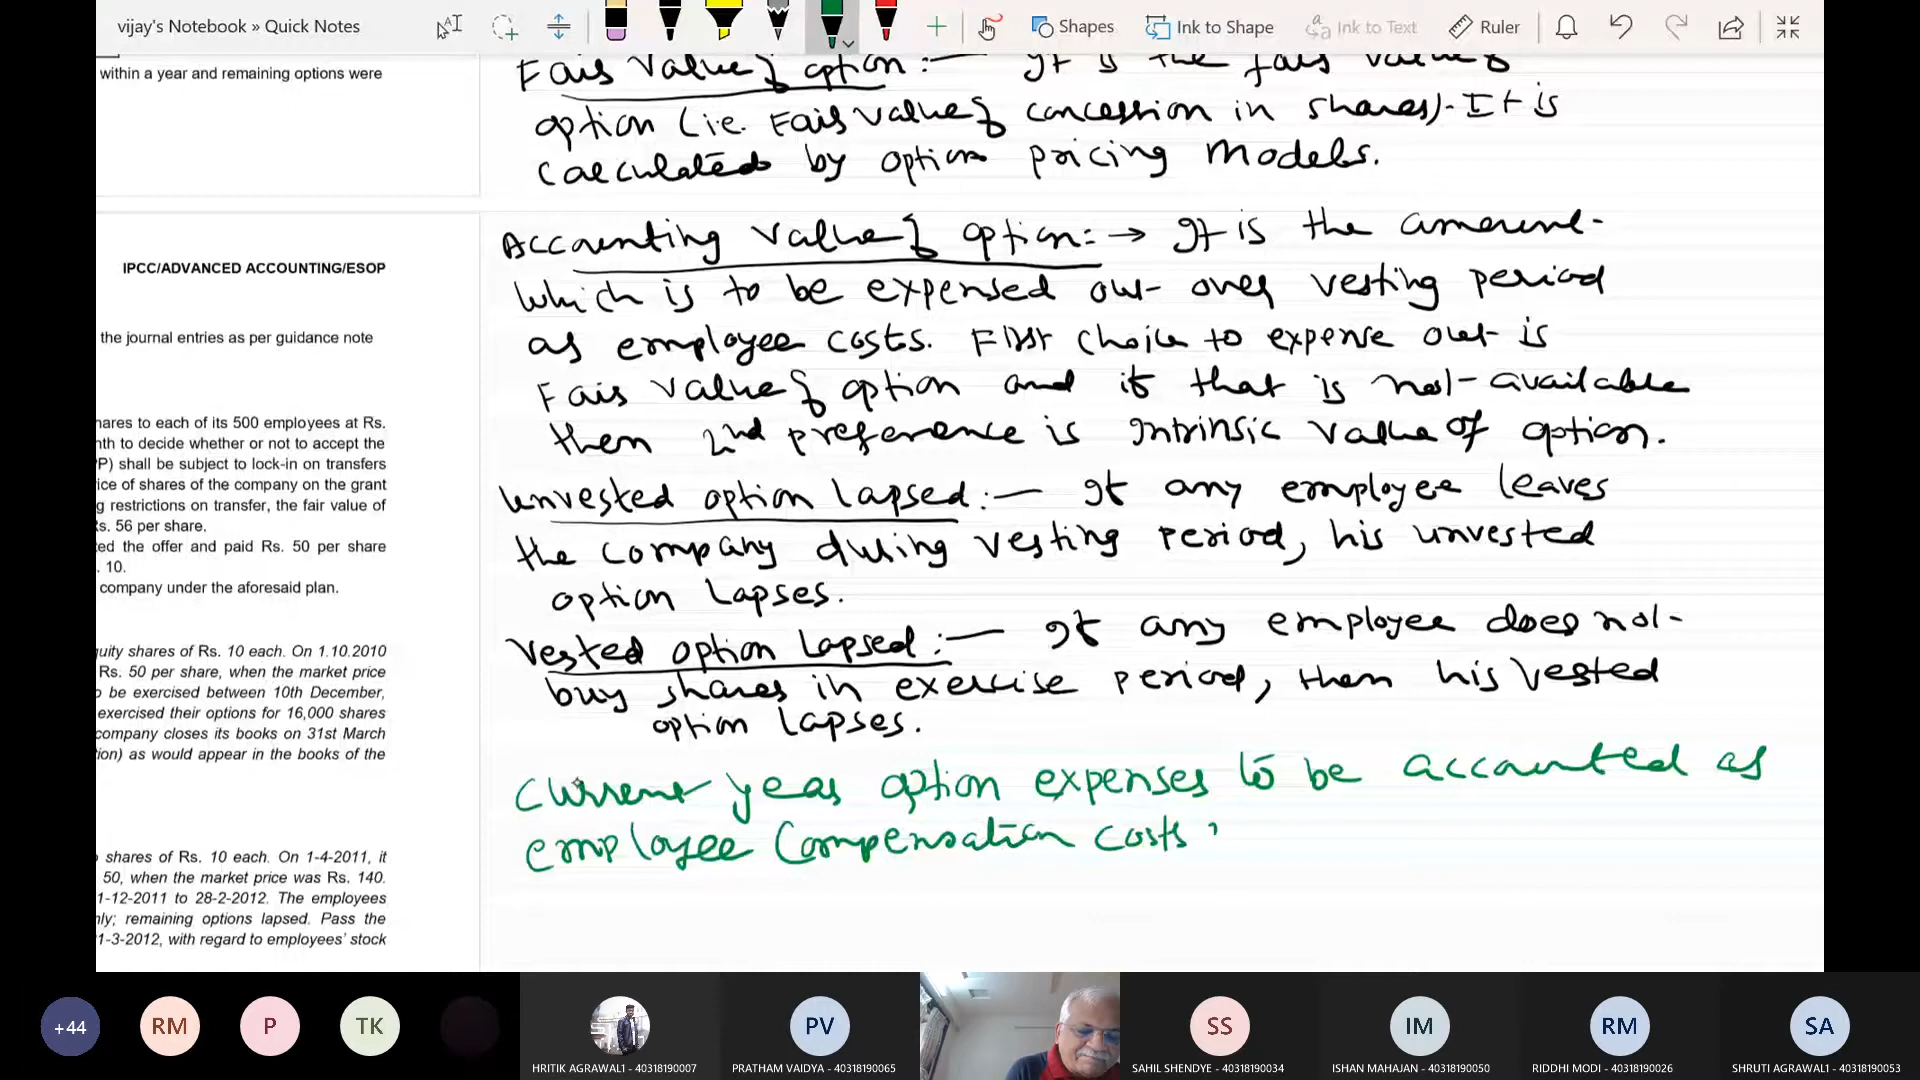 vijay's Notebook » Quick Notes
Shapes
Ink to Shape
Ink to Text
Ruler
within a year and remaining options were
IPCC/ADVANCED ACCOUNTING/ESOP
the journal entries as per guidance note
hares to each of its 500 employees at Rs.
nth to decide whether or not to accept the
P) shall be subject to lock-in on transfers
ice of shares of the company on the grant
g restrictions on transfer, the fair value of
s. 56 per share.
ed the offer and paid Rs. 50 per share
. 10.
company under the aforesaid plan.
uity shares of Rs. 10 each. On 1.10.2010
Rs. 50 per share, when the market price
o be exercised between 10th December,
exercised their options for 16,000 shares
company closes its books on 31st March
ion) as would appear in the books of the
shares of Rs. 10 each. On 1-4-2011, it
50, when the market price was Rs. 140.
1-12-2011 to 28-2-2012. The employees
nly; remaining options lapsed. Pass the
1-3-2012, with regard to employees' stock
Fair Value of option :— It is the fair value of
option (i.e. Fair Value of concession in shares). It is
calculated by option pricing models.
Accounting Value of option:→ It is the amount
which is to be expensed out over vesting period
as employee costs. First choice to expense out is
Fair Value of option and if that is not available
then 2nd preference is intrinsic value of option.
Unvested option lapsed :— If any employee leaves
the company during vesting period, his unvested
option lapses.
Vested option lapsed :— If any employee does not
buy shares in exercise period, then his vested
option lapses.
Current year option expenses to be accounted as
employee compensation costs
+44
RM
P
TK
HRITIK AGRAWAL1 - 40318190007
PV
PRATHAM VAIDYA - 40318190065
SS
SAHIL SHENDYE - 40318190034
IM
ISHAN MAHAJAN - 40318190050
RM
RIDDHI MODI - 40318190026
SA
SHRUTI AGRAWAL1 - 40318190053